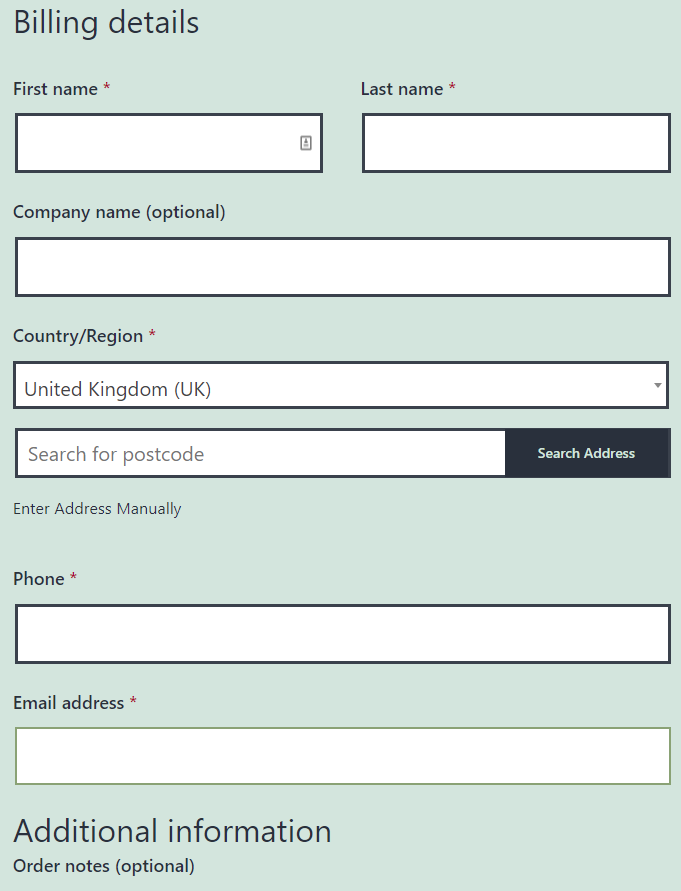 Billing details
First name *
Last name *
Company name (optional)
Country/Region *
United Kingdom (UK)
Search for postcode
Search Address
Enter Address Manually
Phone *
Email address *
Additional information
Order notes (optional)